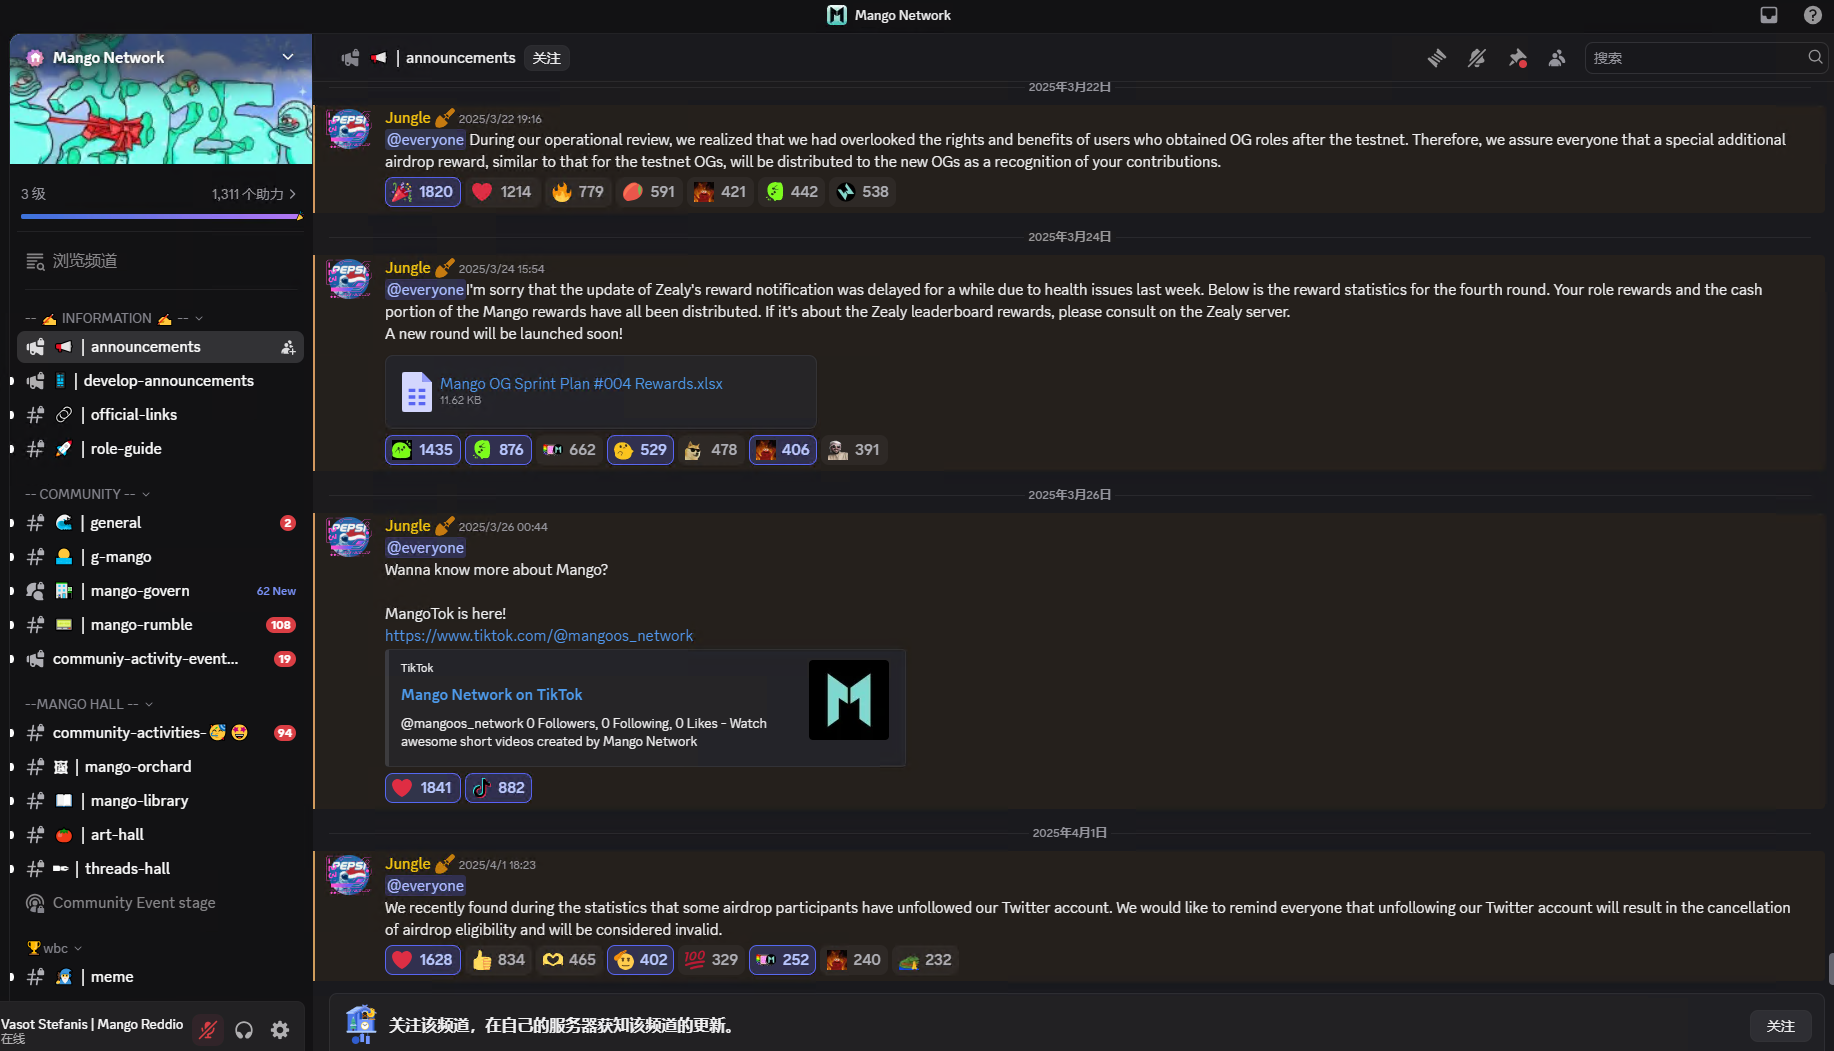 Mango Network
Mango Network
3 级
1,311 个助力
浏览频道
-- ✍ INFORMATION ✍ --
| announcements
| develop-announcements
| official-links
| role-guide
-- COMMUNITY --
| general
2
| g-mango
| mango-govern
62 New
| mango-rumble
108
communiy-activity-event...
19
--MANGO HALL --
community-activities-🥳🤩
94
| mango-orchard
| mango-library
| art-hall
| threads-hall
Community Event stage
🏆wbc
| meme
Vasot Stefanis | Mango Reddio
在线
| announcements
关注
搜索
2025年3月22日
PEPSI
Jungle 2025/3/22 19:16
@everyone During our operational review, we realized that we had overlooked the rights and benefits of users who obtained OG roles after the testnet. Therefore, we assure everyone that a special additional
airdrop reward, similar to that for the testnet OGs, will be distributed to the new OGs as a recognition of your contributions.
1820 1214 779 591 421 442 538
2025年3月24日
PEPSI
Jungle 2025/3/24 15:54
@everyoneI'm sorry that the update of Zealy's reward notification was delayed for a while due to health issues last week. Below is the reward statistics for the fourth round. Your role rewards and the cash
portion of the Mango rewards have all been distributed. If it's about the Zealy leaderboard rewards, please consult on the Zealy server.
A new round will be launched soon!
Mango OG Sprint Plan #004 Rewards.xlsx
11.62 KB
1435 876 662 529 478 406 391
2025年3月26日
PEPSI
Jungle 2025/3/26 00:44
@everyone
Wanna know more about Mango?
MangoTok is here!
https://www.tiktok.com/@mangoos_network
TikTok
Mango Network on TikTok
@mangoos_network 0 Followers, 0 Following, 0 Likes - Watch
awesome short videos created by Mango Network
1841 882
2025年4月1日
PEPSI
Jungle 2025/4/1 18:23
@everyone
We recently found during the statistics that some airdrop participants have unfollowed our Twitter account. We would like to remind everyone that unfollowing our Twitter account will result in the cancellation
of airdrop eligibility and will be considered invalid.
1628 834 465 402 100 329 252 240 232
关注该频道，在自己的服务器获知该频道的更新。
关注